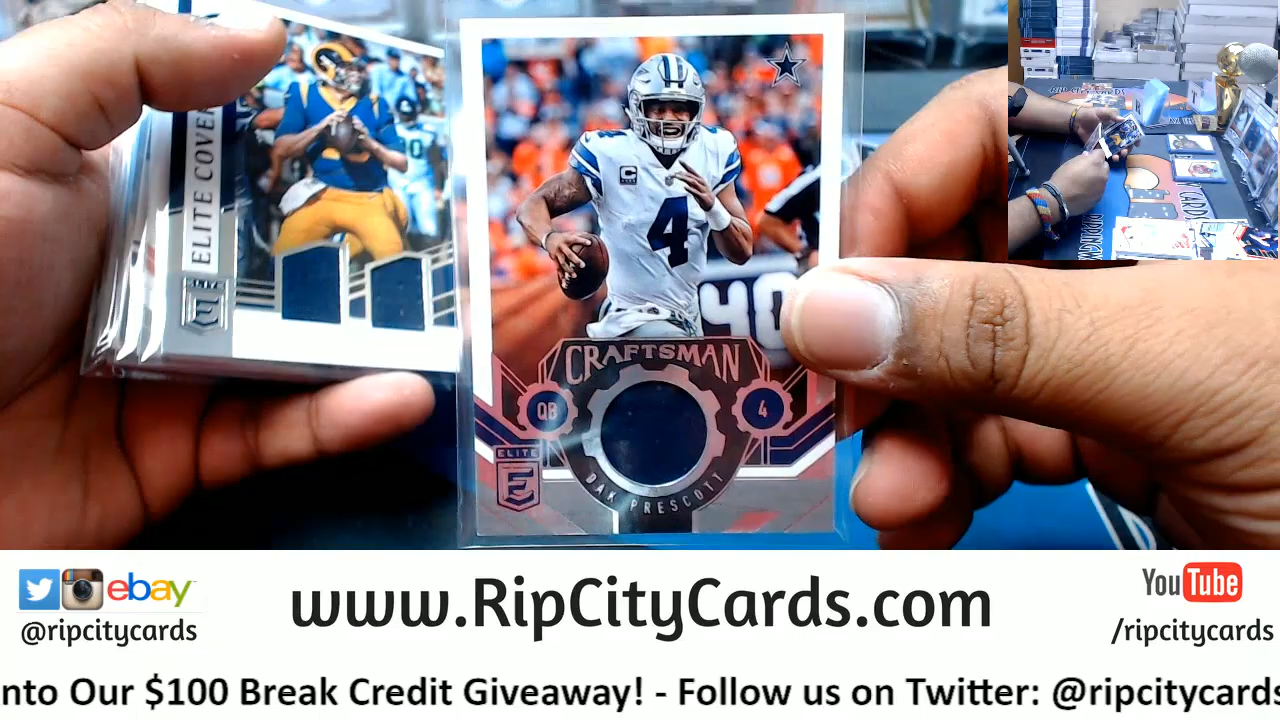 ELITE COVER
C
4
40
CRAFTSMAN
QB
4
ELITE
E
DAK PRESCOTT
ebay
@ripcitycards
www.RipCityCards.com
YouTube
/ripcitycards
nto Our $100 Break Credit Giveaway! - Follow us on Twitter: @ripcitycards